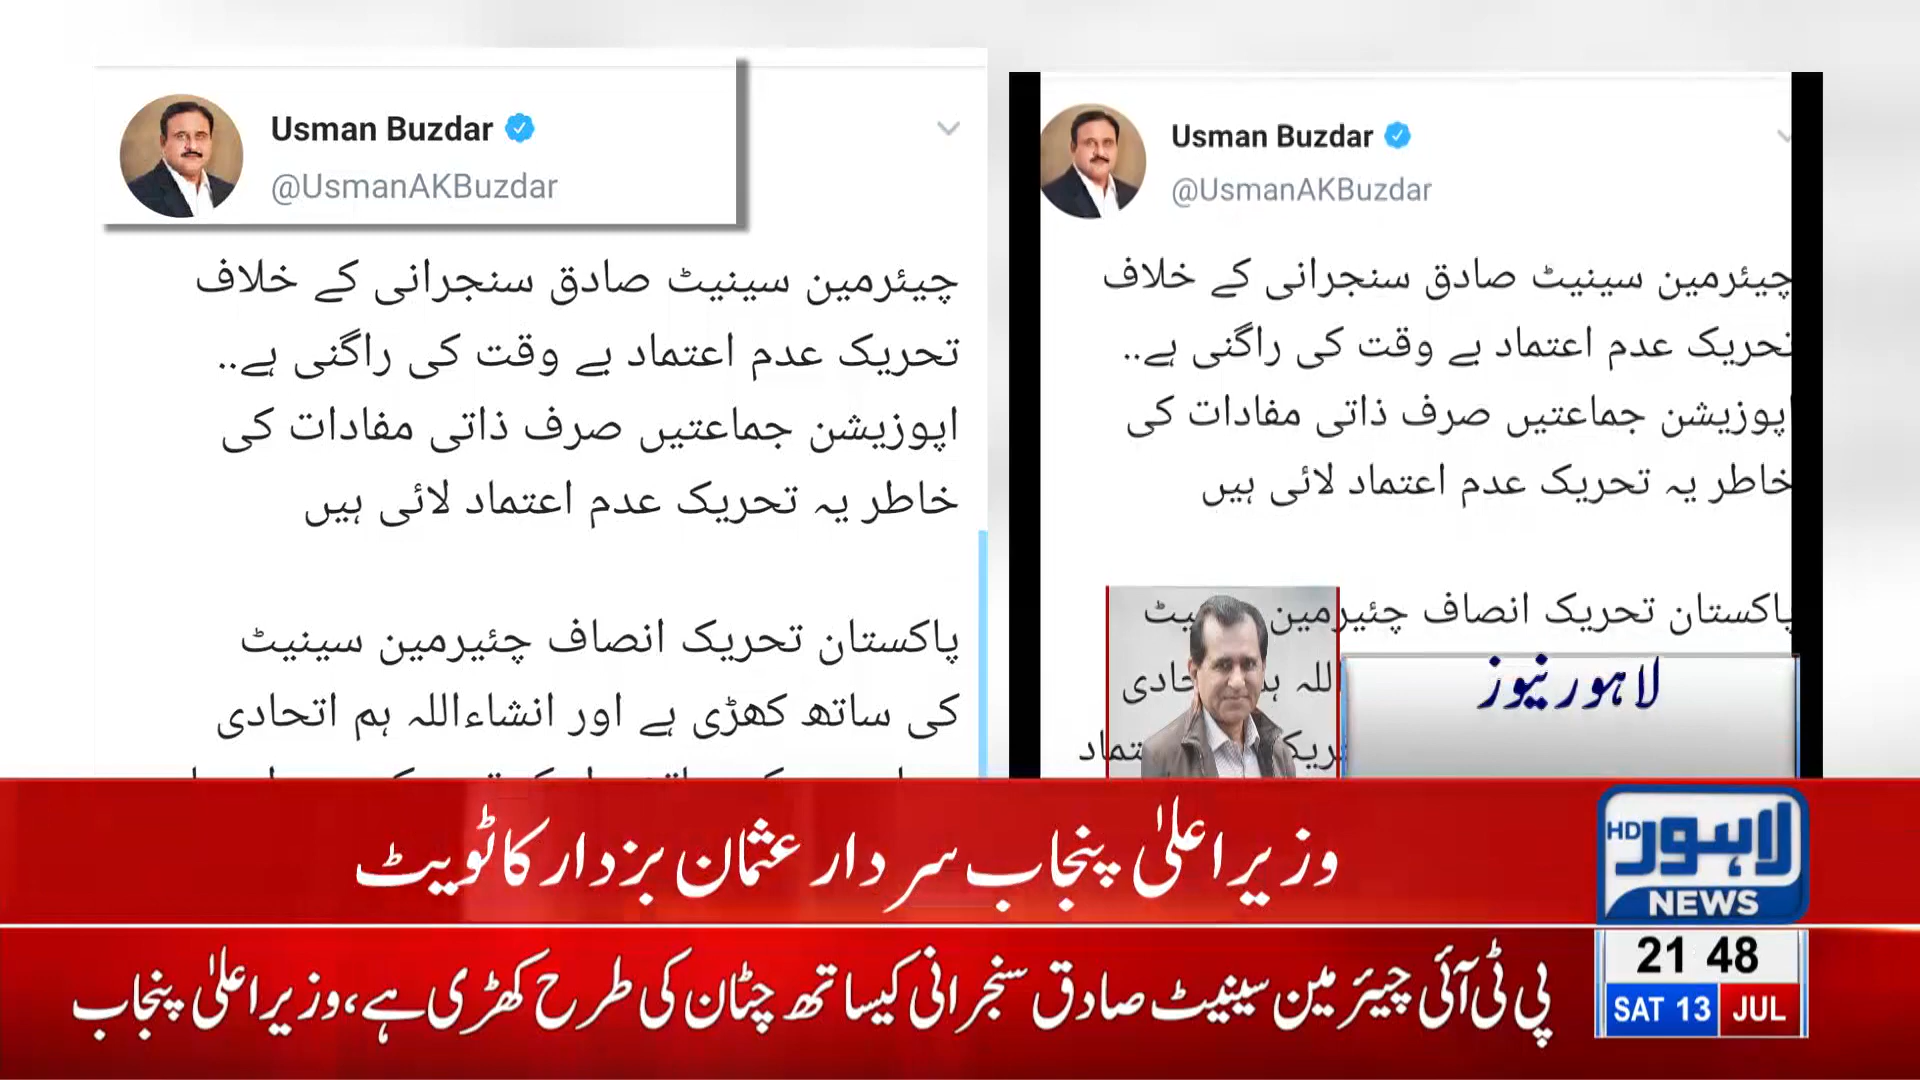 Usman Buzdar
@UsmanAKBuzdar
چیئرمین سینیٹ صادق سنجرانی کے خلاف
تحریک عدم اعتماد بے وقت کی راگنی ہے..
اپوزیشن جماعتیں صرف ذاتی مفادات کی
خاطر یہ تحریک عدم اعتماد لائی ہیں
پاکستان تحریک انصاف چئیرمین سینیٹ
کی ساتھ کھڑی ہے اور انشاءاللہ ہم اتحادی
Usman Buzdar
@UsmanAKBuzdar
چیئرمین سینیٹ صادق سنجرانی کے خلاف
تحریک عدم اعتماد بے وقت کی راگنی ہے..
اپوزیشن جماعتیں صرف ذاتی مفادات کی
خاطر یہ تحریک عدم اعتماد لائی ہیں
پاکستان تحریک انصاف چئیرمین
لاہور نیوز
وزیراعلیٰ پنجاب سردار عثمان بزدار کا ٹویٹ
پی ٹی آئی چیئرمین سینیٹ صادق سنجرانی کیساتھ چٹان کی طرح کھڑی ہے، وزیراعلیٰ پنجاب
لاہور HD
NEWS
21 48
SAT 13 JUL